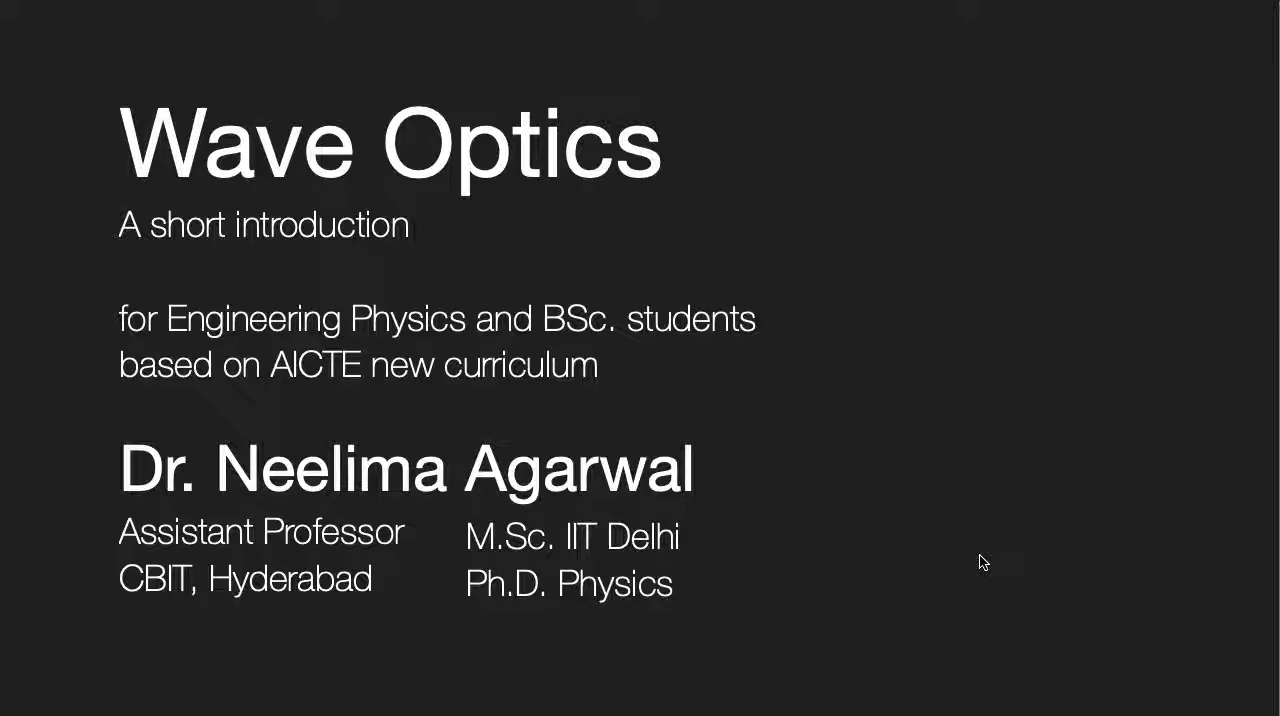 Wave Optics
A short introduction
for Engineering Physics and BSc. students
based on AICTE new curriculum
Dr. Neelima Agarwal
Assistant Professor
CBIT, Hyderabad
M.Sc. IIT Delhi
Ph.D. Physics